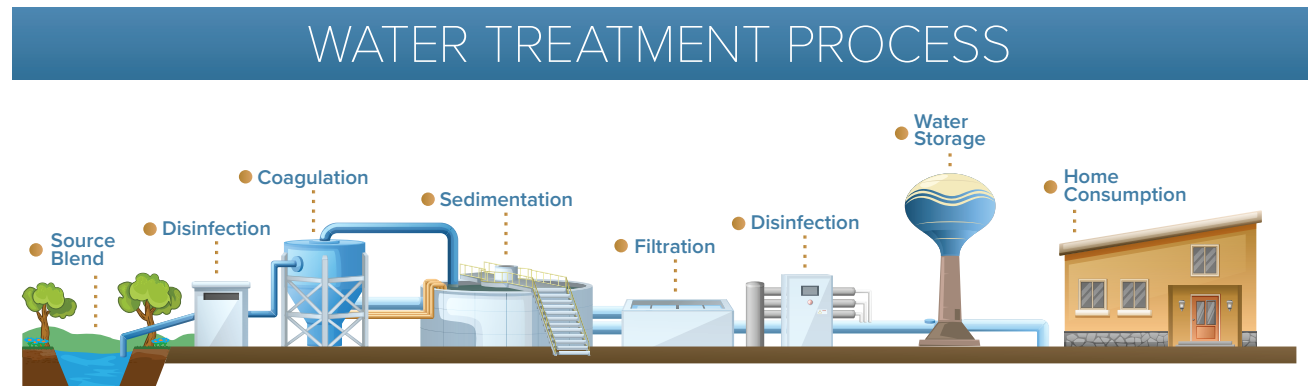 WATER TREATMENT PROCESS
Source
Blend
Disinfection
Coagulation
Sedimentation
Filtration
Disinfection
Water
Storage
Home
Consumption